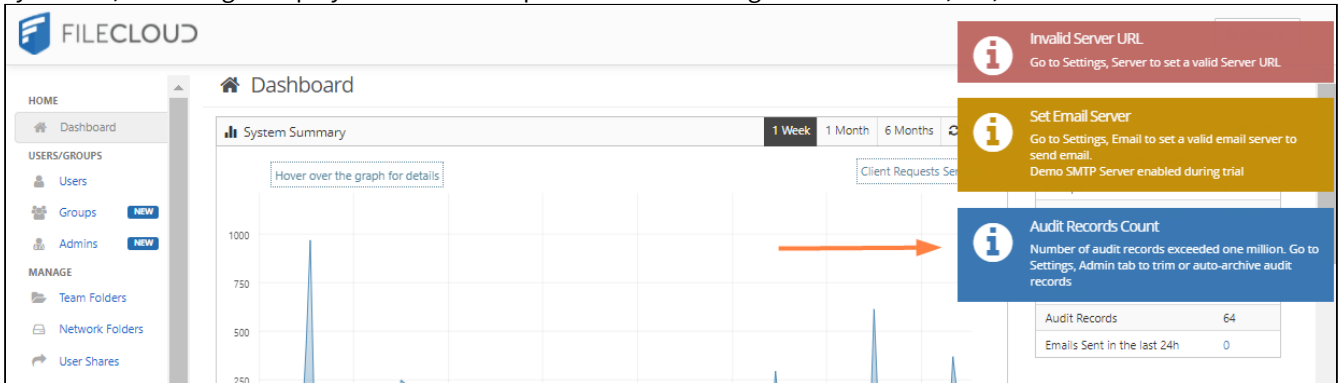 FILECLOUD
HOME
Dashboard
USERS/GROUPS
Users
Groups NEW
Admins NEW
MANAGE
Team Folders
Network Folders
User Shares
Dashboard
System Summary
1 Week 1 Month 6 Months
Hover over the graph for details
Client Requests Ser
1000
750
500
250
Invalid Server URL
Go to Settings, Server to set a valid Server URL
Set Email Server
Go to Settings, Email to set a valid email server to
send email.
Demo SMTP Server enabled during trial
Audit Records Count
Number of audit records exceeded one million. Go to
Settings, Admin tab to trim or auto-archive audit
records
Audit Records 64
Emails Sent in the last 24h 0